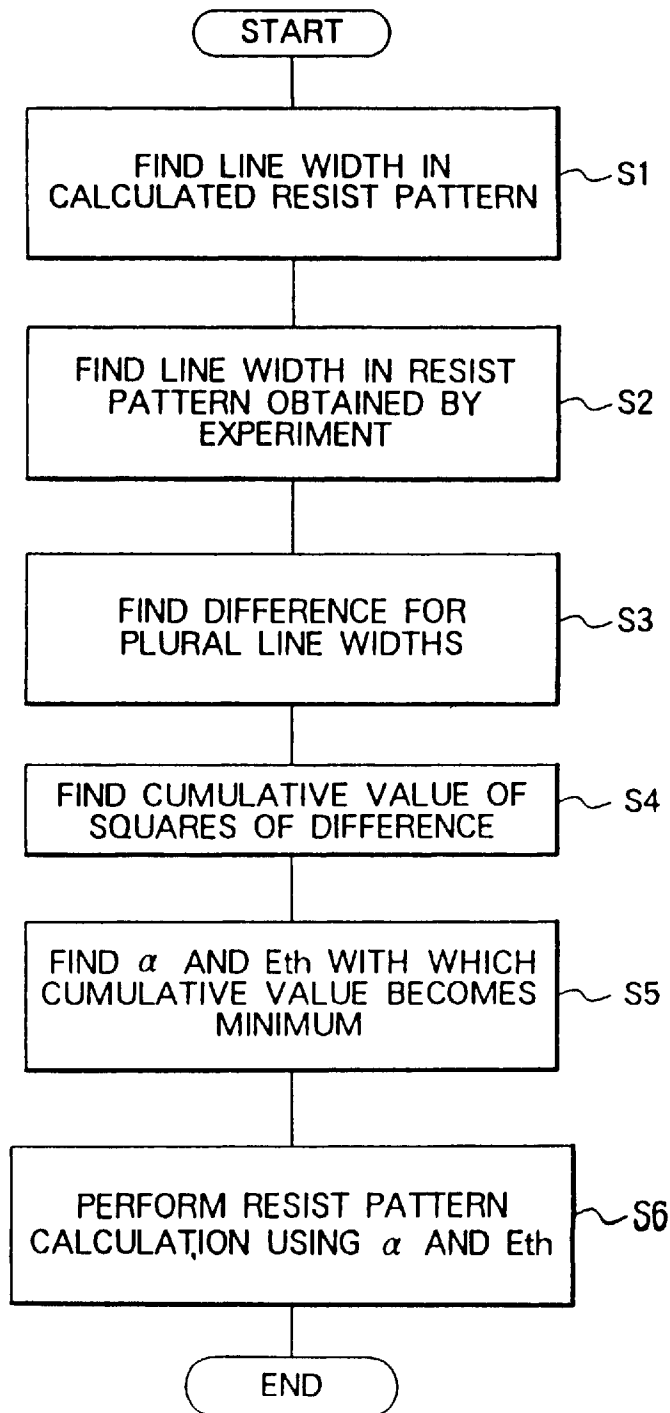 START
FIND LINE WIDTH IN
CALCULATED RESIST PATTERN
S1
FIND LINE WIDTH IN RESIST
PATTERN OBTAINED BY
EXPERIMENT
S2
FIND DIFFERENCE FOR
PLURAL LINE WIDTHS
S3
FIND CUMULATIVE VALUE OF
SQUARES OF DIFFERENCE
S4
FIND α AND Eth WITH WHICH
CUMULATIVE VALUE BECOMES
MINIMUM
S5
PERFORM RESIST PATTERN
CALCULATION USING α AND Eth
S6
END